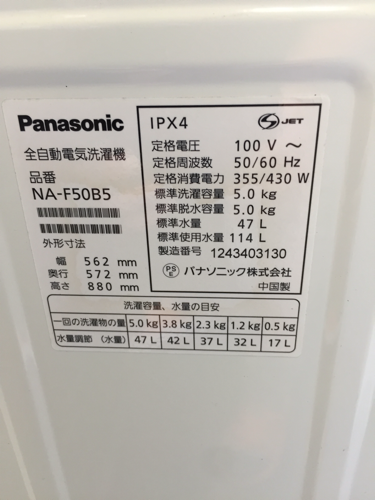 Panasonic
全自動電気洗濯機
品番
NA-F50B5
外形寸法
幅 562 mm
奥行 572 mm
高さ 880 mm
IPX4
S JET
定格電圧 100 V ～
定格周波数 50/60 Hz
定格消費電力 355/430 W
標準洗濯容量 5.0 kg
標準脱水容量 5.0 kg
標準水量 47 L
標準使用水量 114 L
製造番号 1243403130
PS E パナソニック株式会社
中国製
洗濯容量、水量の目安
一回の洗濯物の量 5.0 kg 3.8 kg 2.3 kg 1.2 kg 0.5 kg
水量調節（水量） 47 L 42 L 37 L 32 L 17 L